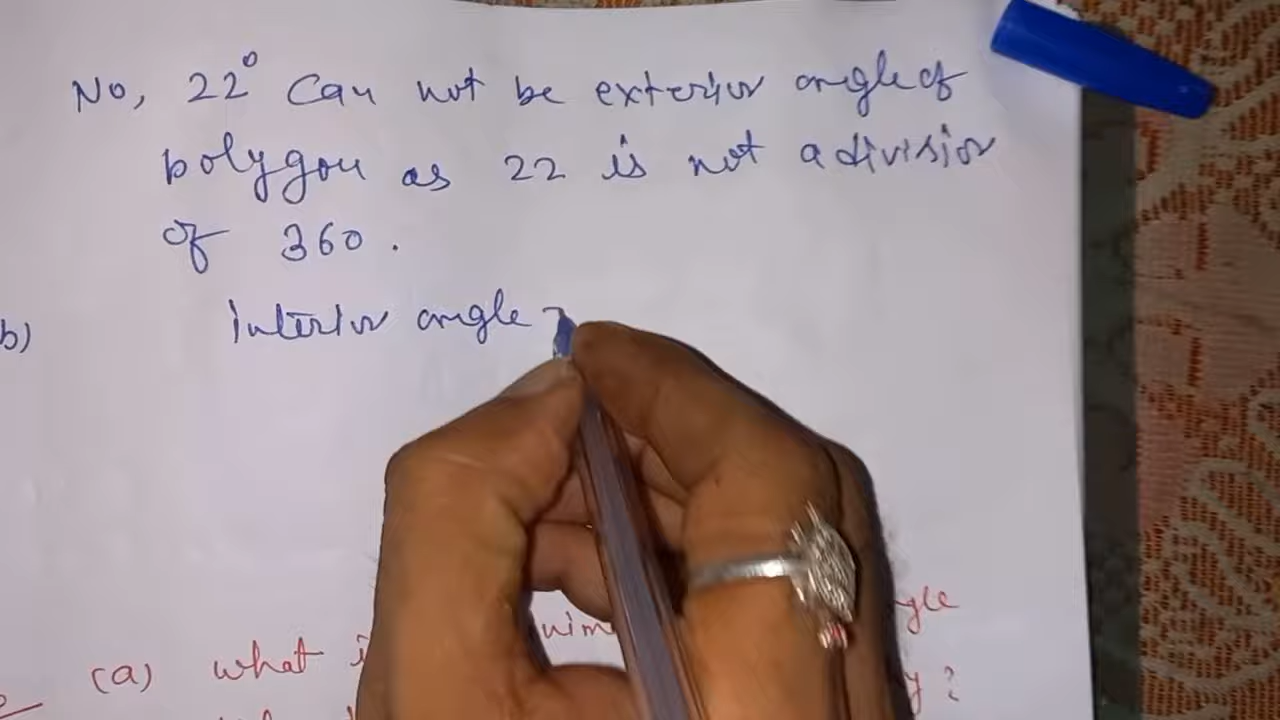 No, 22° Can not be exterior angle of
polygon as 22 is not a division
of 360.
b) Interior angle
(a) what